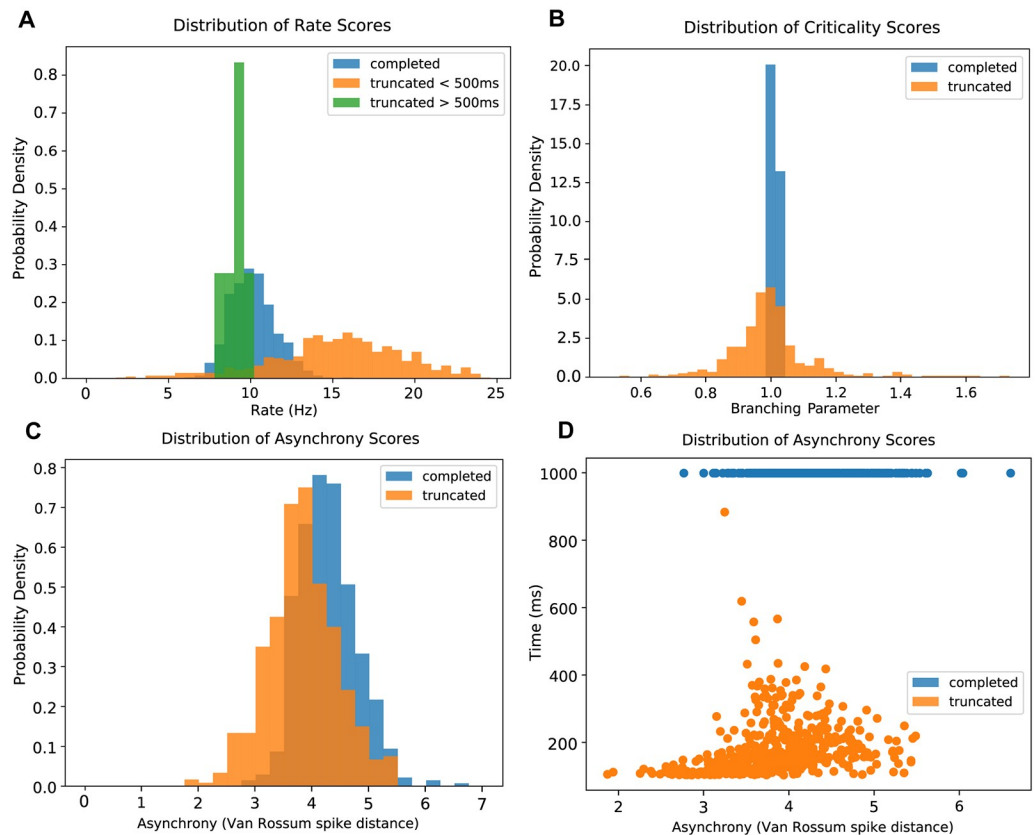 A
Distribution of Rate Scores
completed
truncated < 500ms
truncated > 500ms
0.8
0.7
0.6
0.5
0.4
0.3
0.2
0.1
0.0
Probability Density
0 5 10 15 20 25
Rate (Hz)
B
Distribution of Criticality Scores
completed
truncated
20.0
17.5
15.0
12.5
10.0
7.5
5.0
2.5
0.0
Probability Density
0.6 0.8 1.0 1.2 1.4 1.6
Branching Parameter
C
Distribution of Asynchrony Scores
completed
truncated
0.8
0.7
0.6
0.5
0.4
0.3
0.2
0.1
0.0
Probability Density
0 1 2 3 4 5 6 7
Asynchrony (Van Rossum spike distance)
D
Distribution of Asynchrony Scores
1000
800
600
400
200
Time (ms)
completed
truncated
2 3 4 5 6
Asynchrony (Van Rossum spike distance)